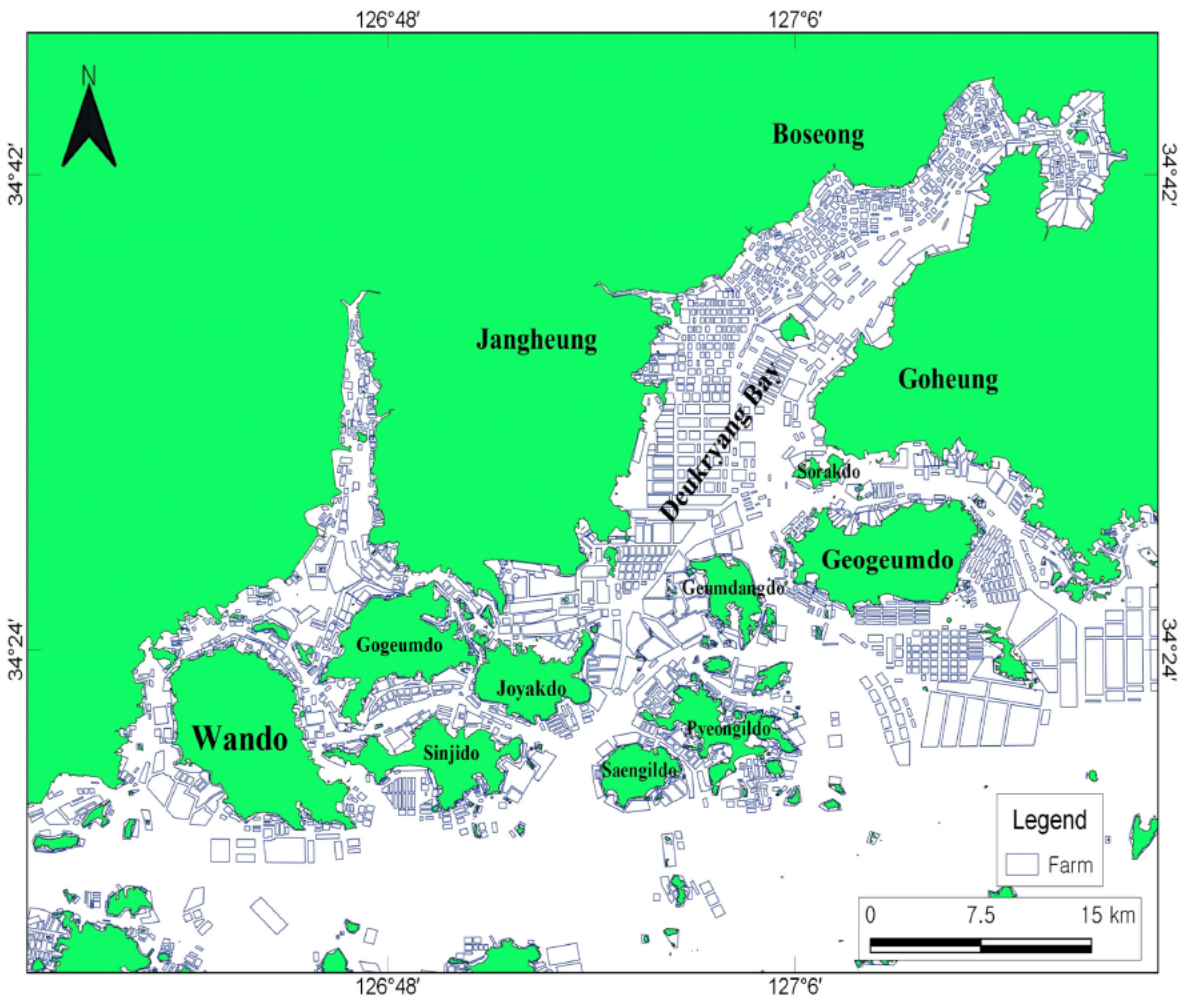 126°48′ 127°6′
N
Boseong
34°42′ 34°42′
Jangheung
Goheung
Deukryang Bay
Sorakdo
Geogeumdo
Geumdangdo
34°24′ 34°24′
Gogeumdo
Joyakdo
Wando
Sinjido
Pyeongildo
Saengildo
Legend
Farm
0 7.5 15 km
126°48′ 127°6′